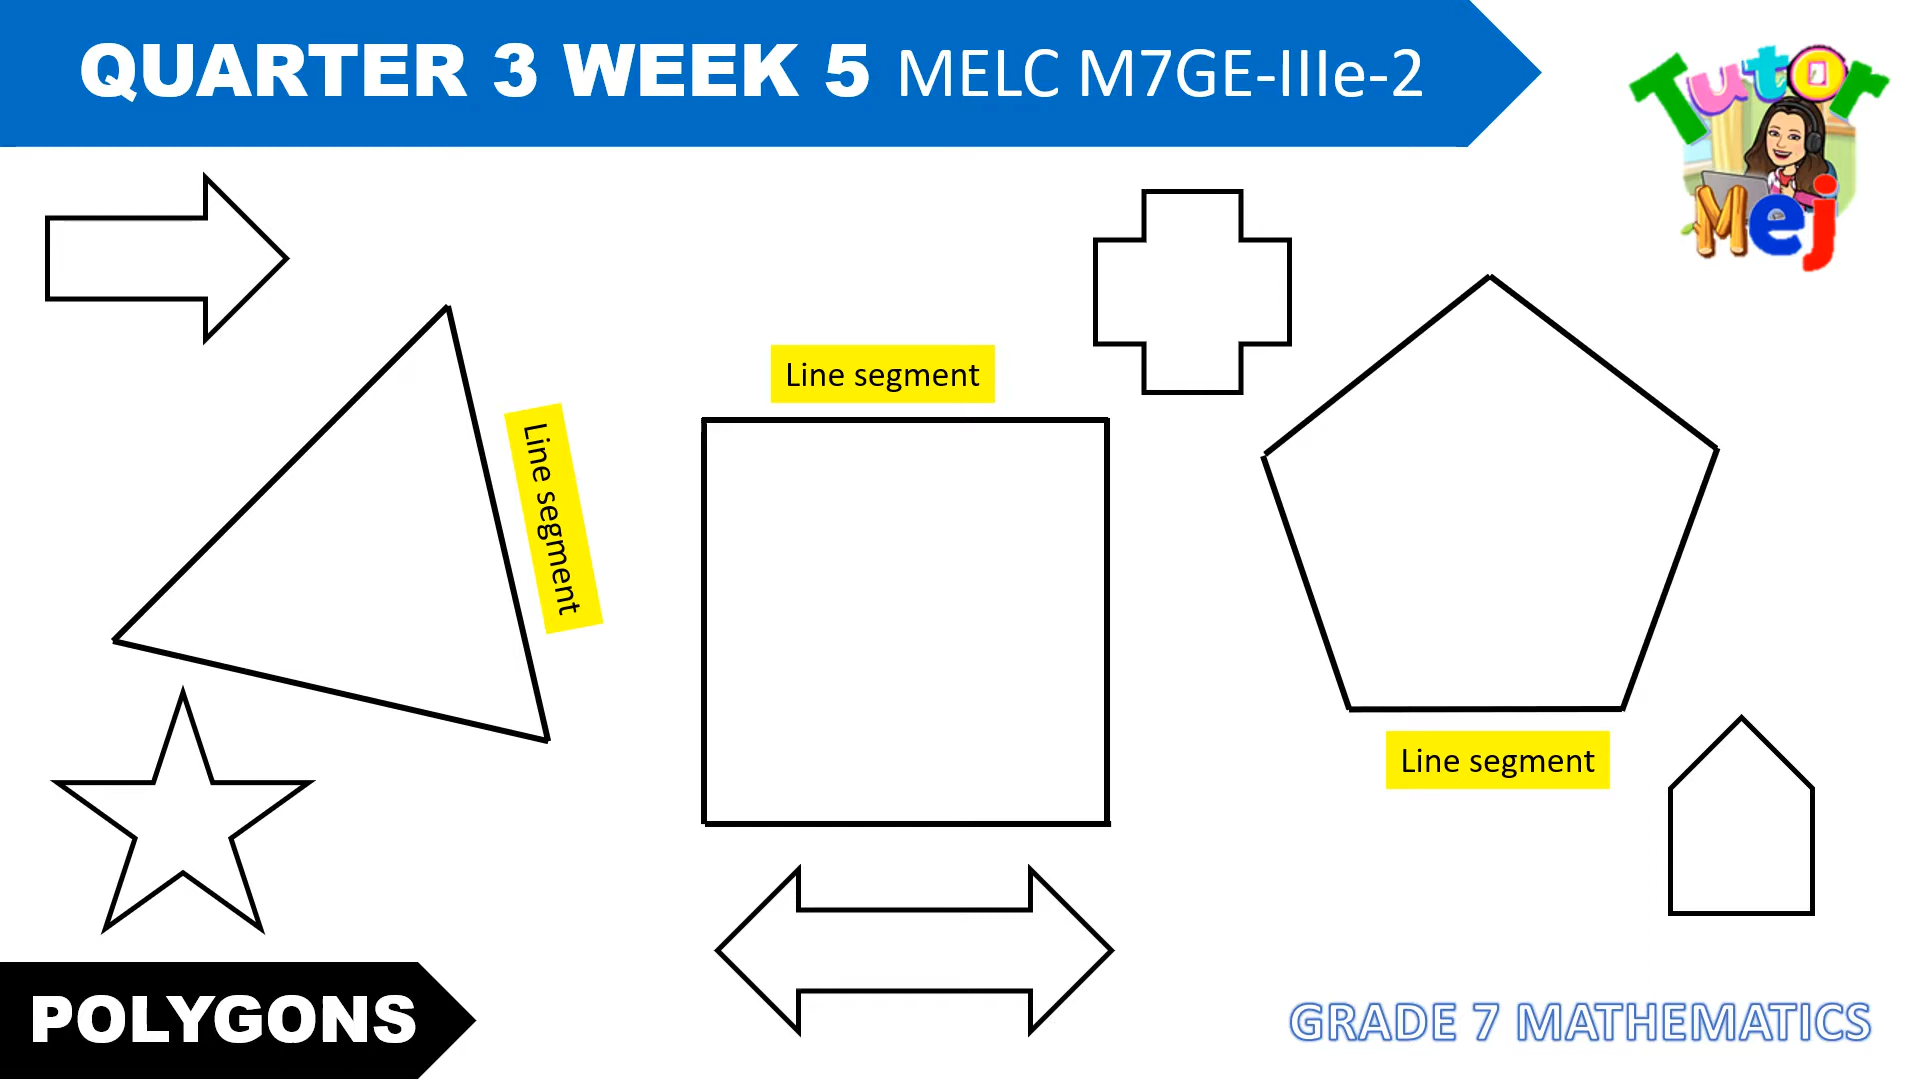 QUARTER 3 WEEK 5 MELC M7GE-IIIe-2
Tutor
Mej
Line segment
Line segment
Line segment
POLYGONS
GRADE 7 MATHEMATICS